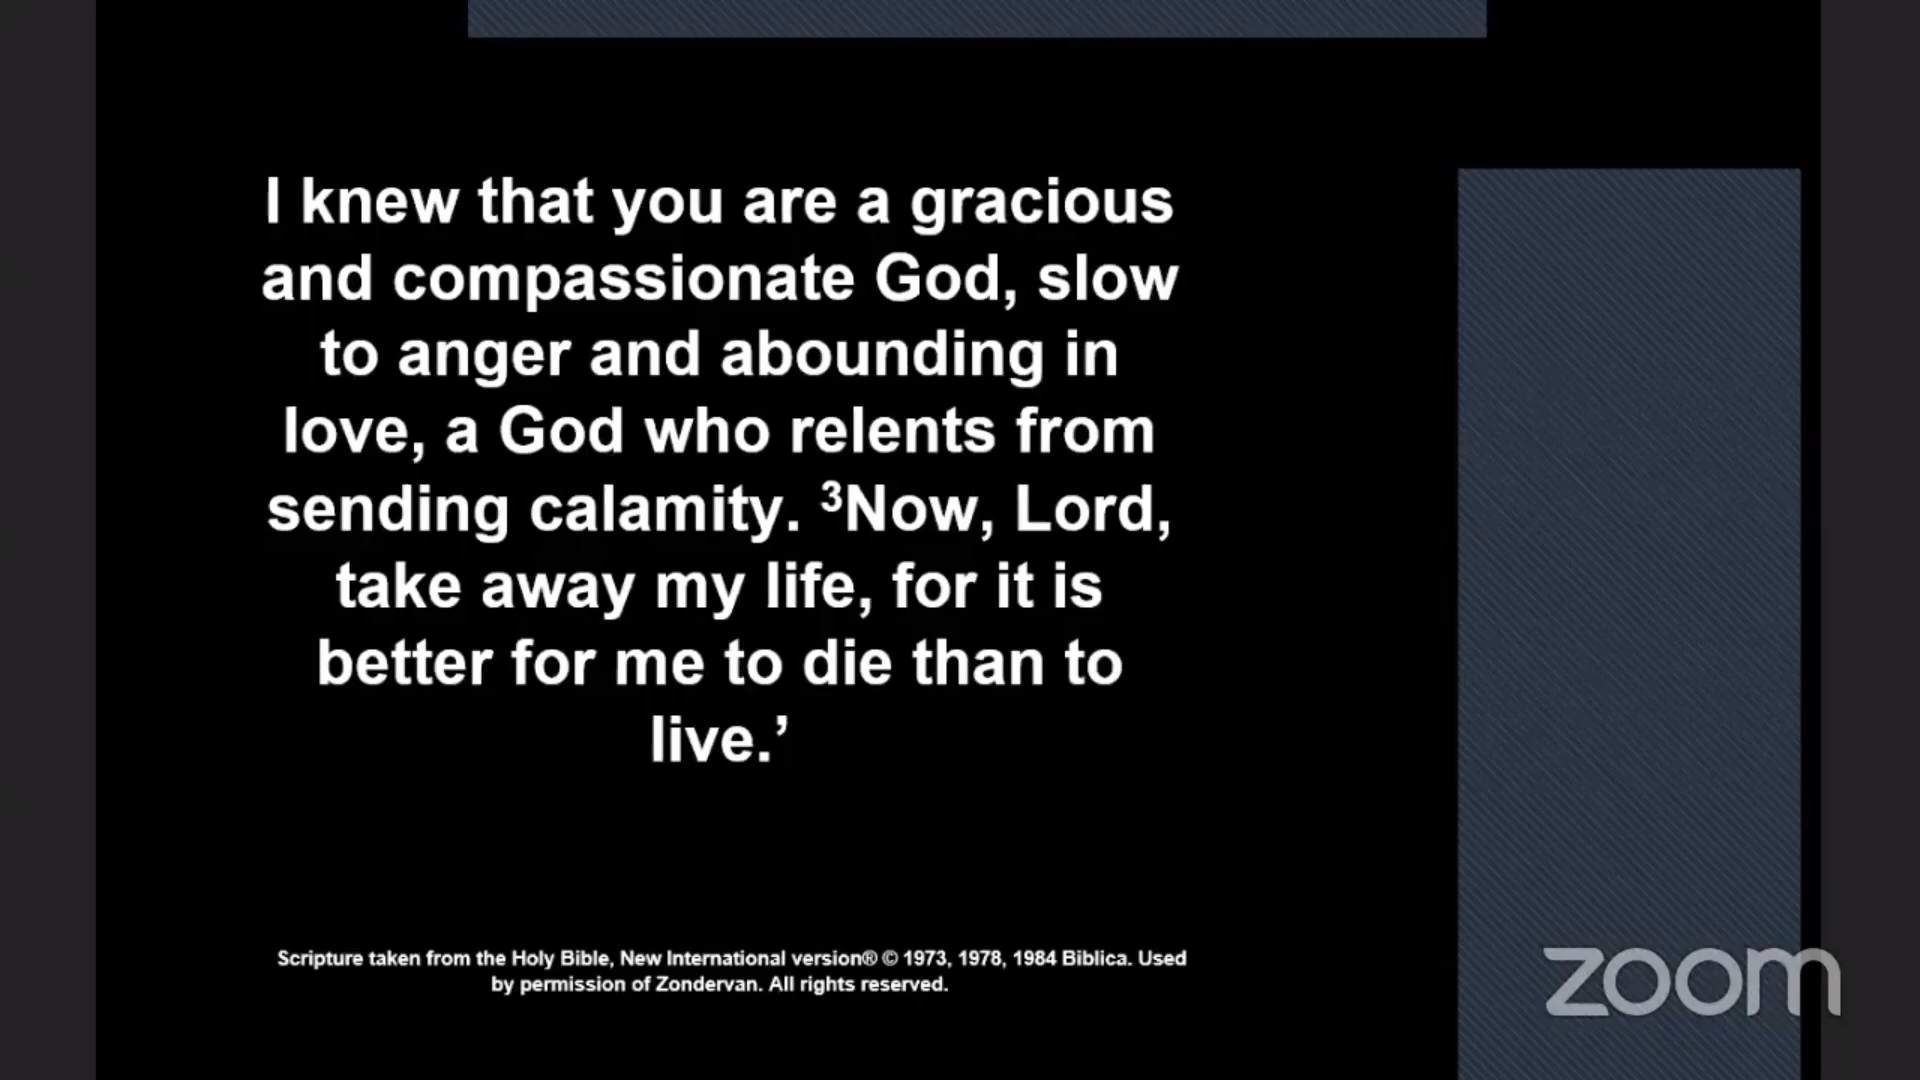 I knew that you are a gracious
and compassionate God, slow
to anger and abounding in
love, a God who relents from
sending calamity. ³Now, Lord,
take away my life, for it is
better for me to die than to
live.’
Scripture taken from the Holy Bible, New International version® © 1973, 1978, 1984 Biblica. Used
by permission of Zondervan. All rights reserved.
zoom